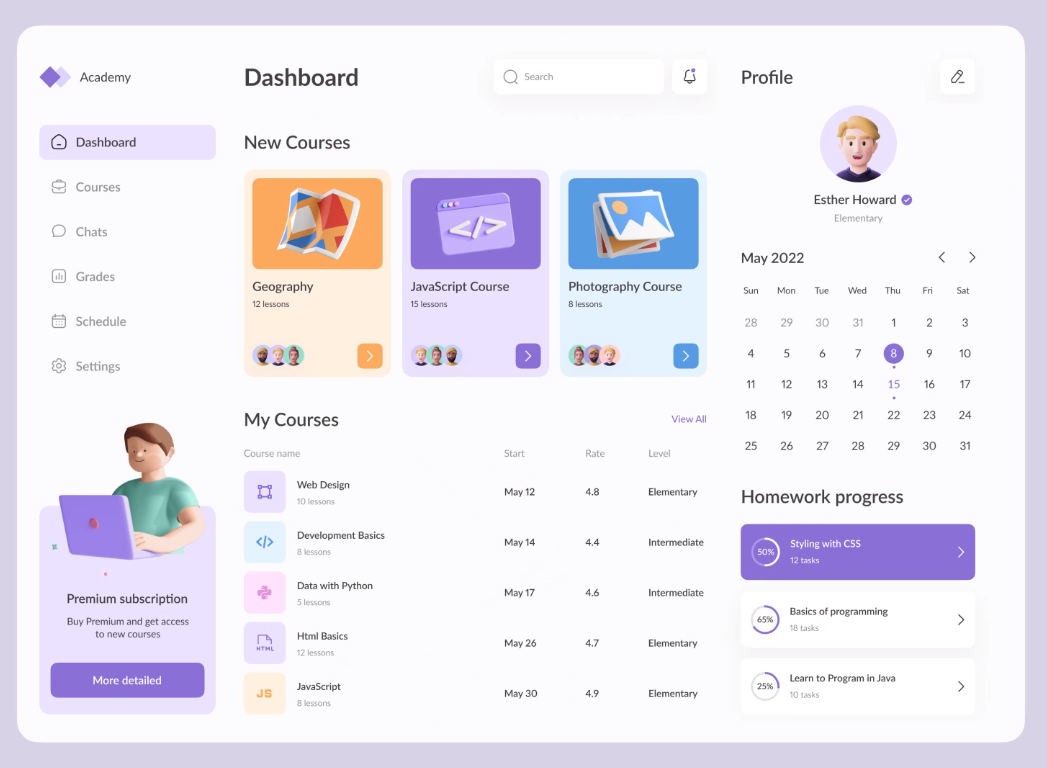 Academy
Dashboard
Courses
Chats
Grades
Schedule
Settings
Premium subscription
Buy Premium and get access
to new courses
More detailed
Dashboard
Search
New Courses
Geography
12 lessons
JavaScript Course
15 lessons
</>
Photography Course
8 lessons
My Courses
View All
Course name Start Rate Level
Web Design
10 lessons
May 12 4.8 Elementary
</>
Development Basics
8 lessons
May 14 4.4 Intermediate
Data with Python
5 lessons
May 17 4.6 Intermediate
HTML
Html Basics
12 lessons
May 26 4.7 Elementary
JS
JavaScript
8 lessons
May 30 4.9 Elementary
Profile
Esther Howard
Elementary
May 2022
Sun Mon Tue Wed Thu Fri Sat
28 29 30 31 1 2 3
4 5 6 7 8 9 10
11 12 13 14 15 16 17
18 19 20 21 22 23 24
25 26 27 28 29 30 31
Homework progress
50%
Styling with CSS
12 tasks
65%
Basics of programming
18 tasks
25%
Learn to Program in Java
10 tasks